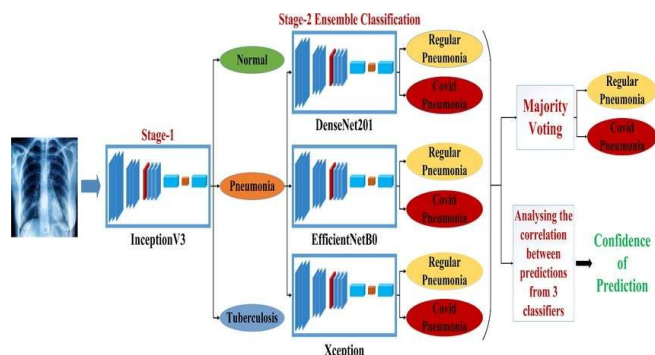 Stage-2 Ensemble Classification
Stage-1
InceptionV3
Normal
Pneumonia
Tuberculosis
DenseNet201
Regular
Pneumonia
Covid
Pneumonia
EfficientNetB0
Regular
Pneumonia
Covid
Pneumonia
Xception
Regular
Pneumonia
Covid
Pneumonia
Majority
Voting
Regular
Pneumonia
Covid
Pneumonia
Analysing the
correlation
between
predictions
from 3
classifiers
Confidence
of
Prediction